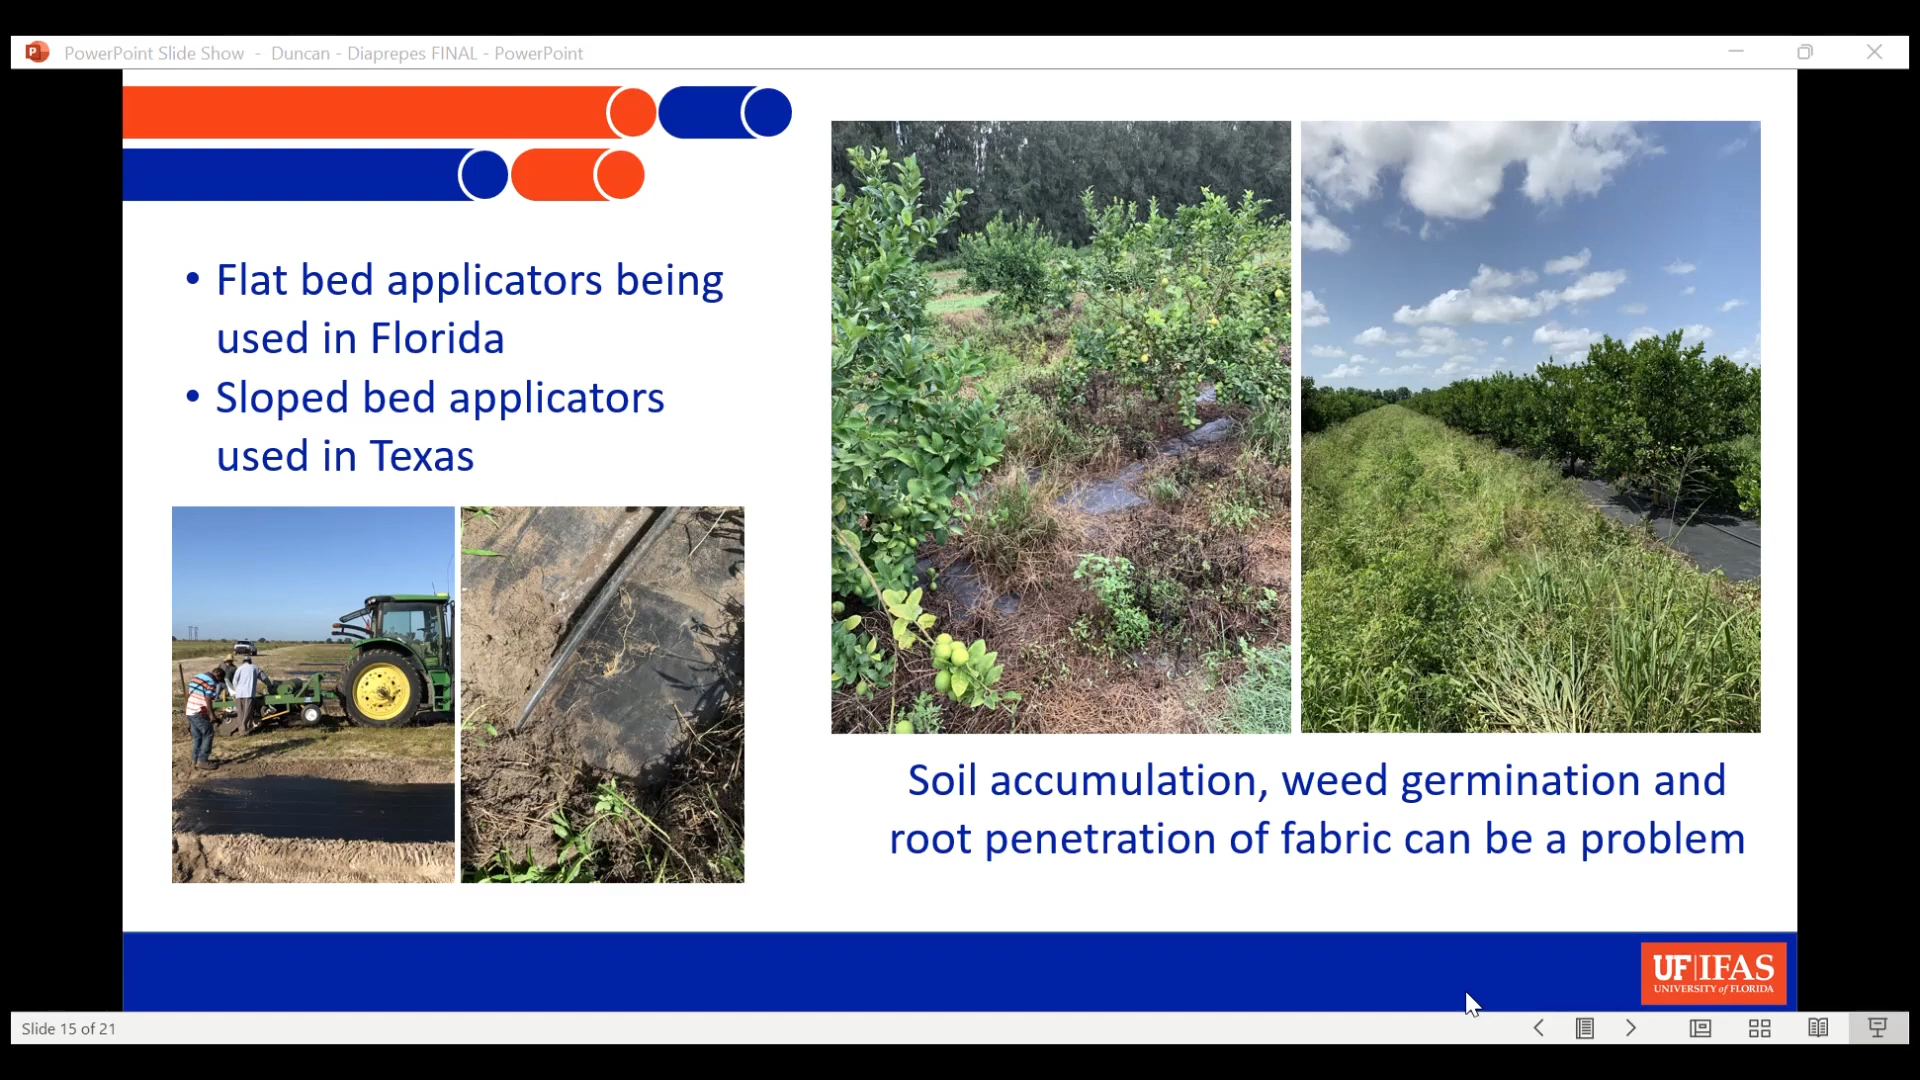 PowerPoint Slide Show - Duncan - Diaprepes FINAL - PowerPoint
• Flat bed applicators being
used in Florida
• Sloped bed applicators
used in Texas
Soil accumulation, weed germination and
root penetration of fabric can be a problem
UF|IFAS
UNIVERSITY of FLORIDA
Slide 15 of 21